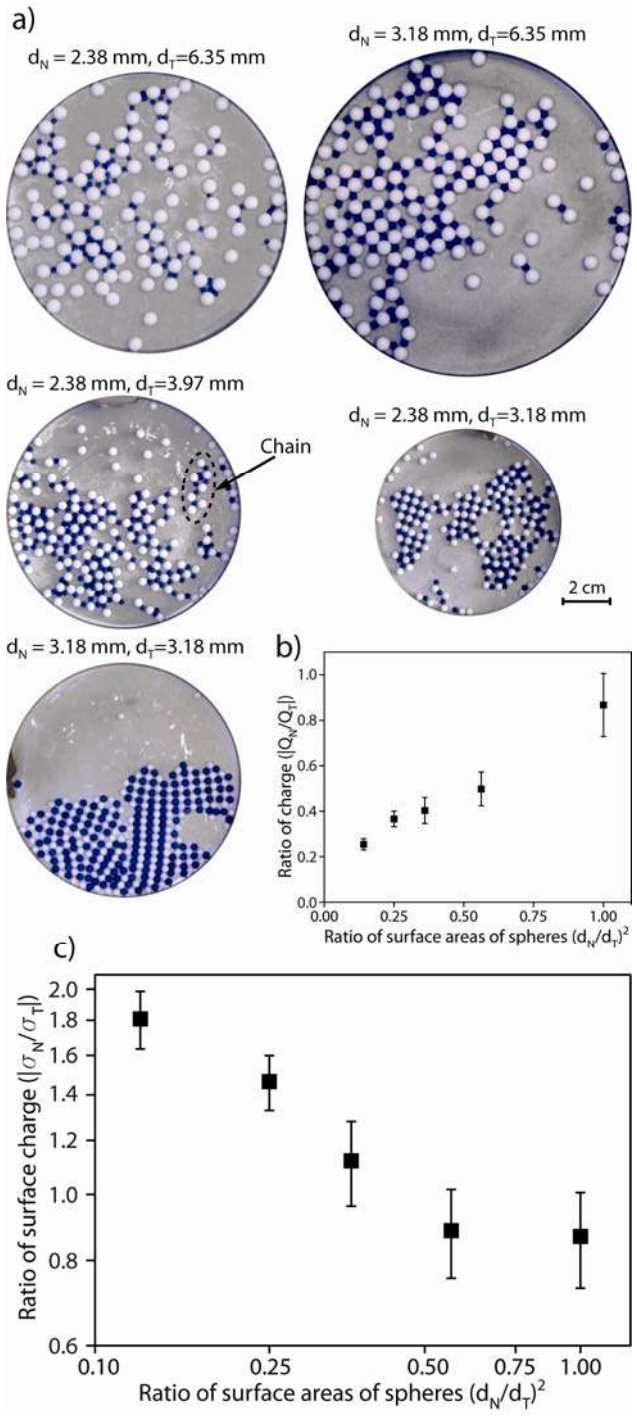 a)
d_N = 2.38 mm, d_T=6.35 mm
d_N = 3.18 mm, d_T=6.35 mm
d_N = 2.38 mm, d_T=3.97 mm
Chain
d_N = 2.38 mm, d_T=3.18 mm
2 cm
d_N = 3.18 mm, d_T=3.18 mm
b)
Ratio of charge (|Q_N/Q_T|)
1.0
0.8
0.6
0.4
0.2
0.0
0.00 0.25 0.50 0.75 1.00
Ratio of surface areas of spheres (d_N/d_T)²
c)
Ratio of surface charge (|σ_N/σ_T|)
2.0
1.8
1.6
1.4
1.2
1.0
0.8
0.6
0.10 0.25 0.50 0.75 1.00
Ratio of surface areas of spheres (d_N/d_T)²